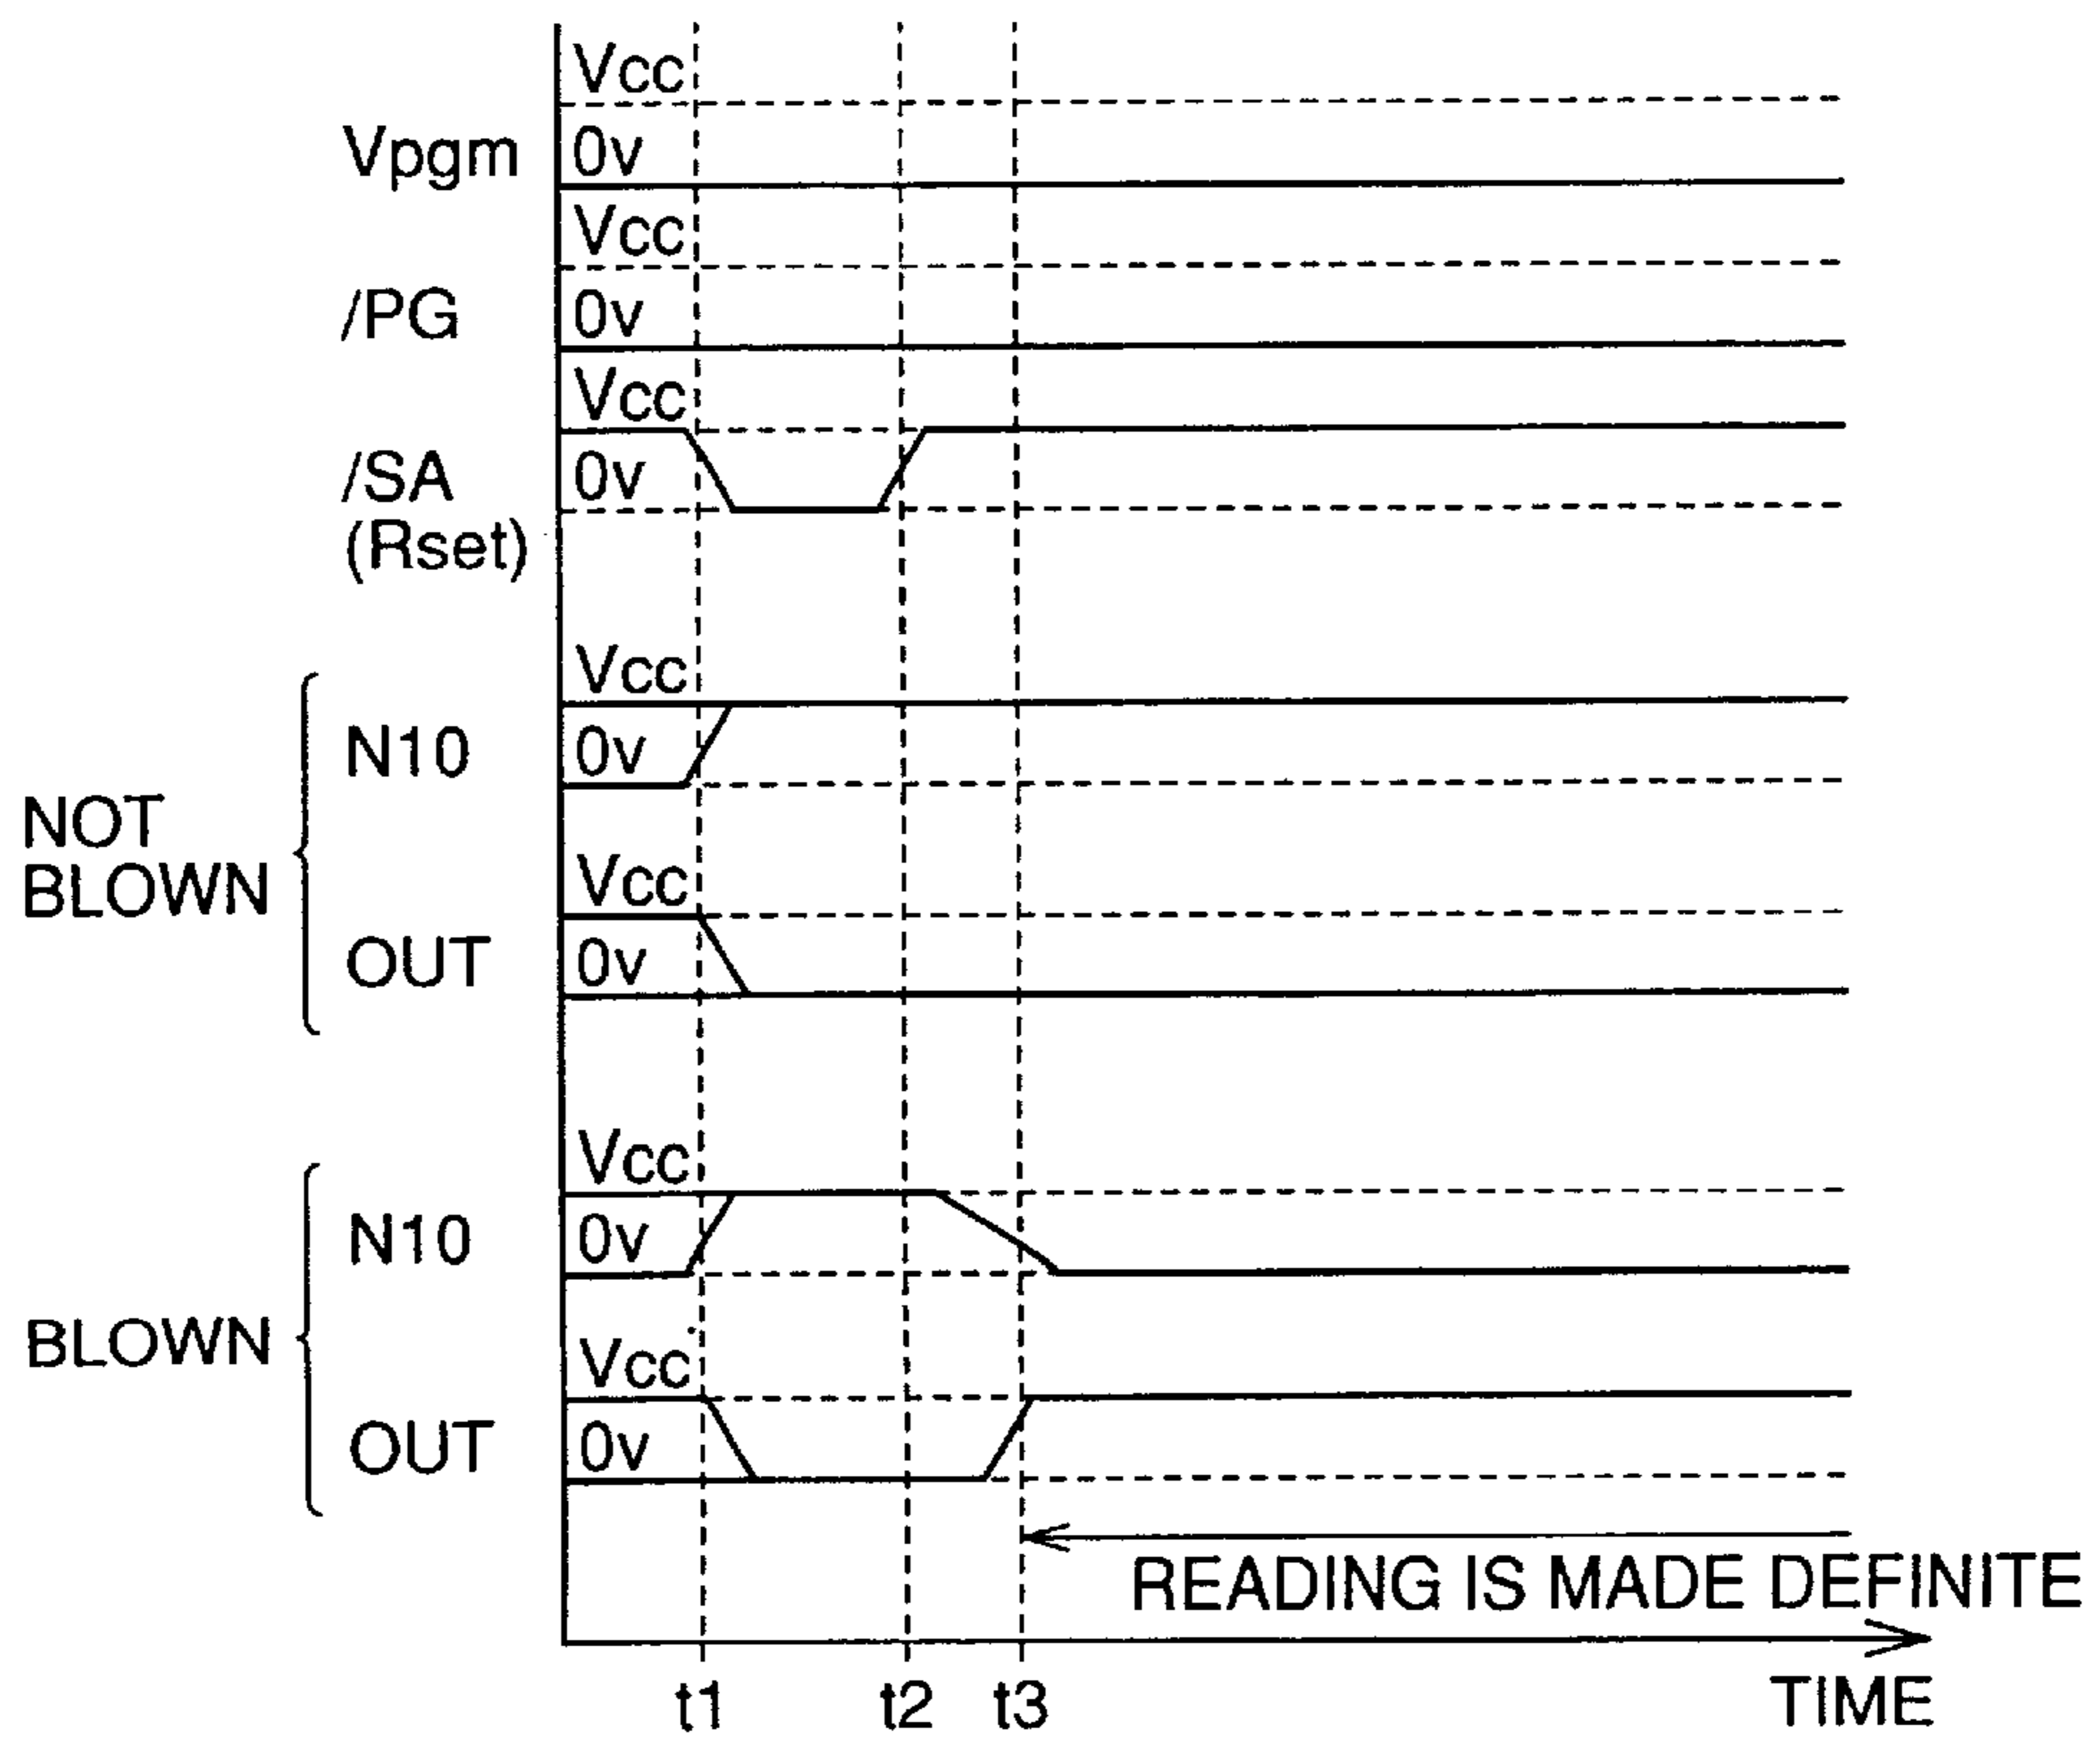 Vcc
Vpgm 0v
Vcc
/PG 0v
Vcc
/SA 0v
(Rset)
Vcc
N10 0v
NOT
BLOWN
Vcc
OUT 0v
Vcc
N10 0v
BLOWN
Vcc
OUT 0v
READING IS MADE DEFINITE
t1 t2 t3 TIME